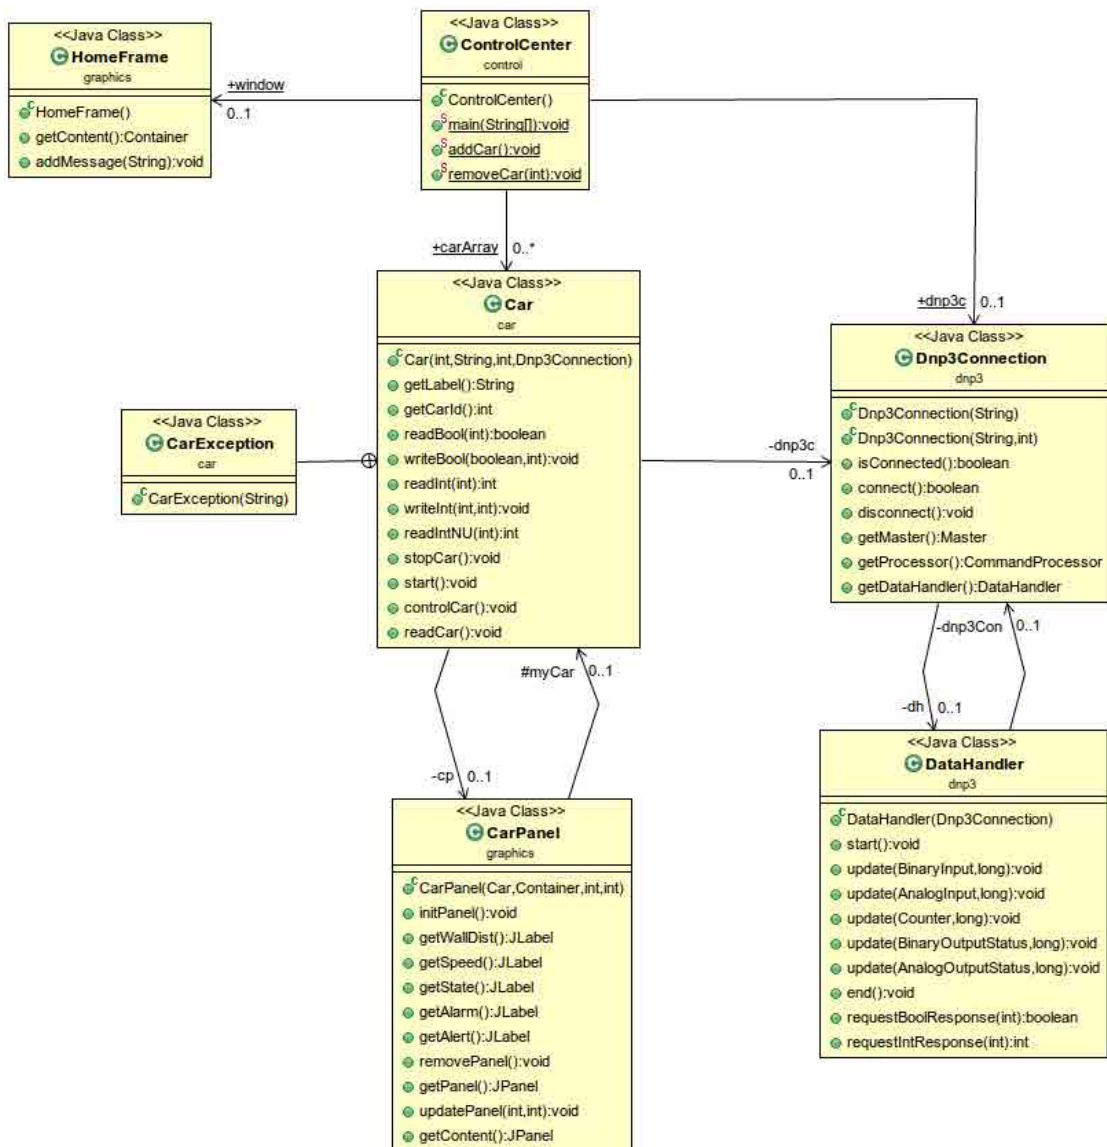 <<Java Class>>
HomeFrame
graphics
HomeFrame()
getContent():Container
addMessage(String):void
<<Java Class>>
ControlCenter
control
ControlCenter()
main(String[]):void
addCar():void
removeCar(int):void
+window
0..1
+carArray
0..*
+dnp3c
0..1
<<Java Class>>
Car
car
Car(int,String,int,Dnp3Connection)
getLabel():String
getCarId():int
readBool(int):boolean
writeBool(boolean,int):void
readInt(int):int
writeInt(int,int):void
readIntNU(int):int
stopCar():void
start():void
controlCar():void
readCar():void
<<Java Class>>
CarException
car
CarException(String)
-dnp3c
0..1
<<Java Class>>
Dnp3Connection
dnp3
Dnp3Connection(String)
Dnp3Connection(String,int)
isConnected():boolean
connect():boolean
disconnect():void
getMaster():Master
getProcessor():CommandProcessor
getDataHandler():DataHandler
#myCar
0..1
-cp
0..1
-dnp3Con
0..1
-dh
0..1
<<Java Class>>
CarPanel
graphics
CarPanel(Car,Container,int,int)
initPanel():void
getWallDist():JLabel
getSpeed():JLabel
getState():JLabel
getAlarm():JLabel
getAlert():JLabel
removePanel():void
getPanel():JPanel
updatePanel(int,int):void
getContent():JPanel
<<Java Class>>
DataHandler
dnp3
DataHandler(Dnp3Connection)
start():void
update(BinaryInput,long):void
update(AnalogInput,long):void
update(Counter,long):void
update(BinaryOutputStatus,long):void
update(AnalogOutputStatus,long):void
end():void
requestBoolResponse(int):boolean
requestIntResponse(int):int